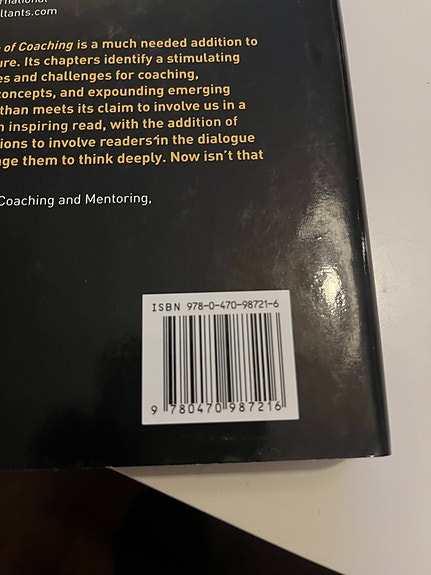 ltants.com
of Coaching is a much needed addition to
ure. Its chapters identify a stimulating
es and challenges for coaching,
concepts, and expounding emerging
than meets its claim to involve us in a
n inspiring read, with the addition of
ions to involve readers in the dialogue
nge them to think deeply. Now isn't that
Coaching and Mentoring,
ISBN 978-0-470-98721-6
9 780470 987216